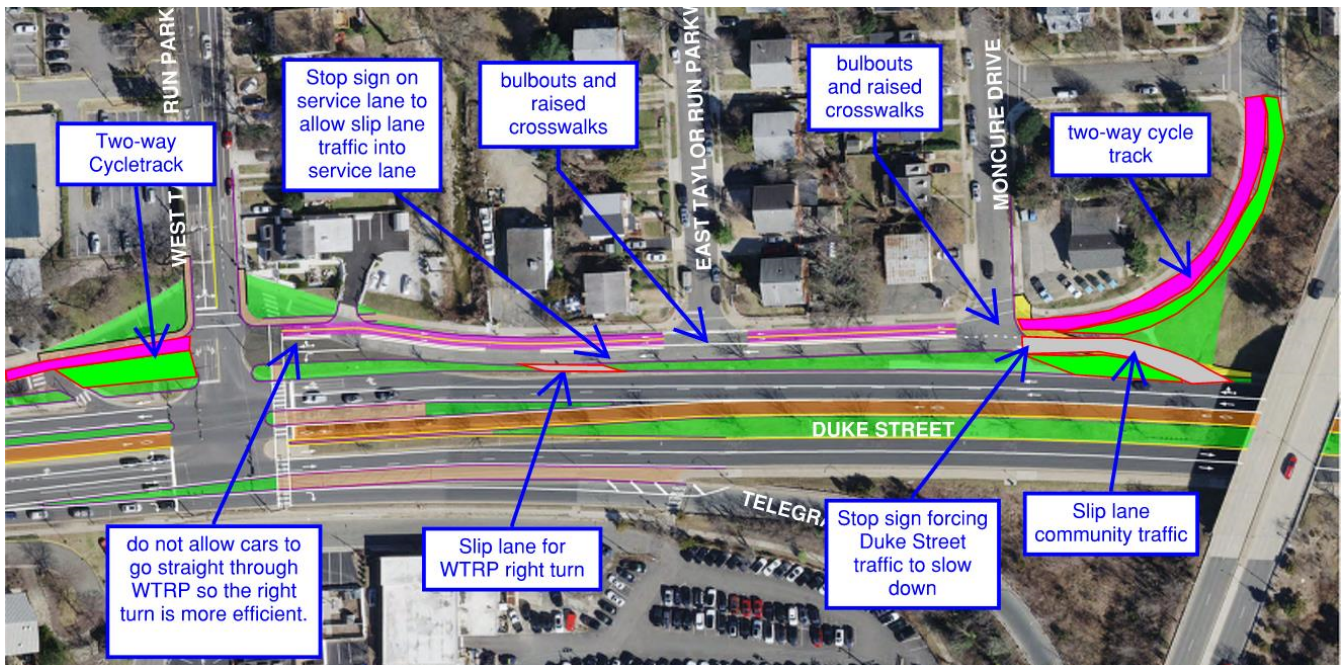 WEST TA
RUN PARK
EAST TAYLOR RUN PARKW
MONCURE DRIVE
Two-way
Cycletrack
Stop sign on
service lane to
allow slip lane
traffic into
service lane
bulbouts and
raised
crosswalks
bulbouts
and raised
crosswalks
two-way cycle
track
DUKE STREET
TELEGRA
do not allow cars to
go straight through
WTRP so the right
turn is more efficient.
Slip lane for
WTRP right turn
Stop sign forcing
Duke Street
traffic to slow
down
Slip lane
community traffic